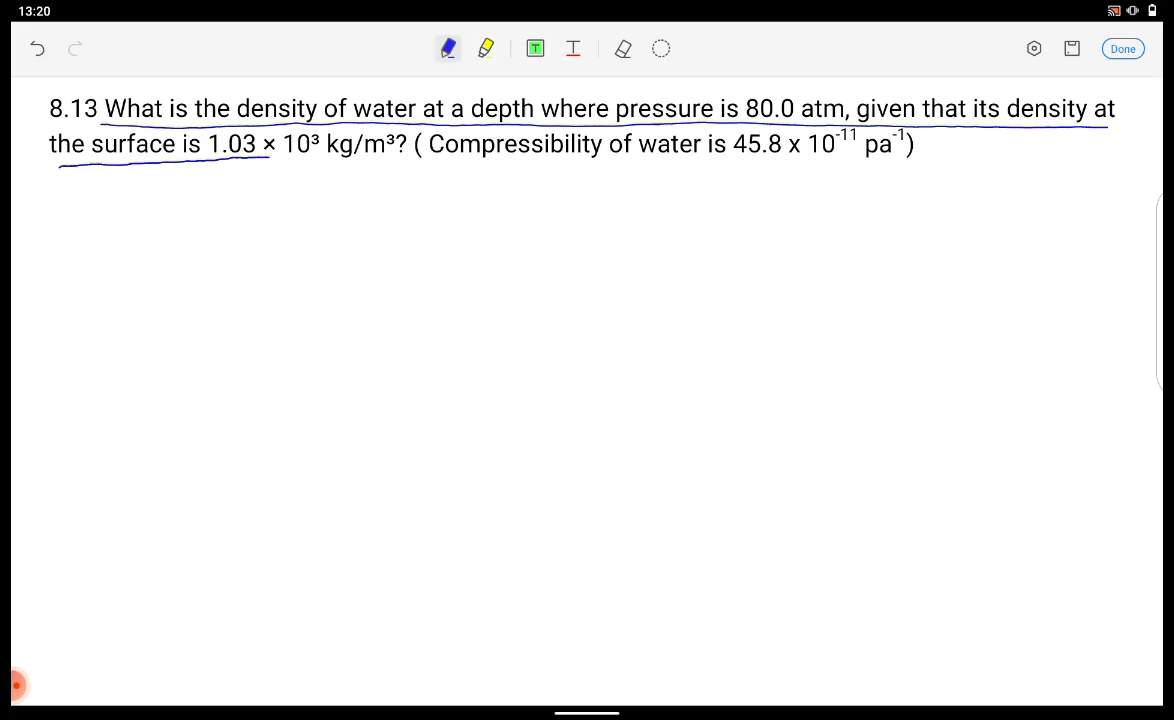 13:20
T T
Done
8.13 What is the density of water at a depth where pressure is 80.0 atm, given that its density at
the surface is 1.03 × 10³ kg/m³? ( Compressibility of water is 45.8 x 10⁻¹¹ pa⁻¹)